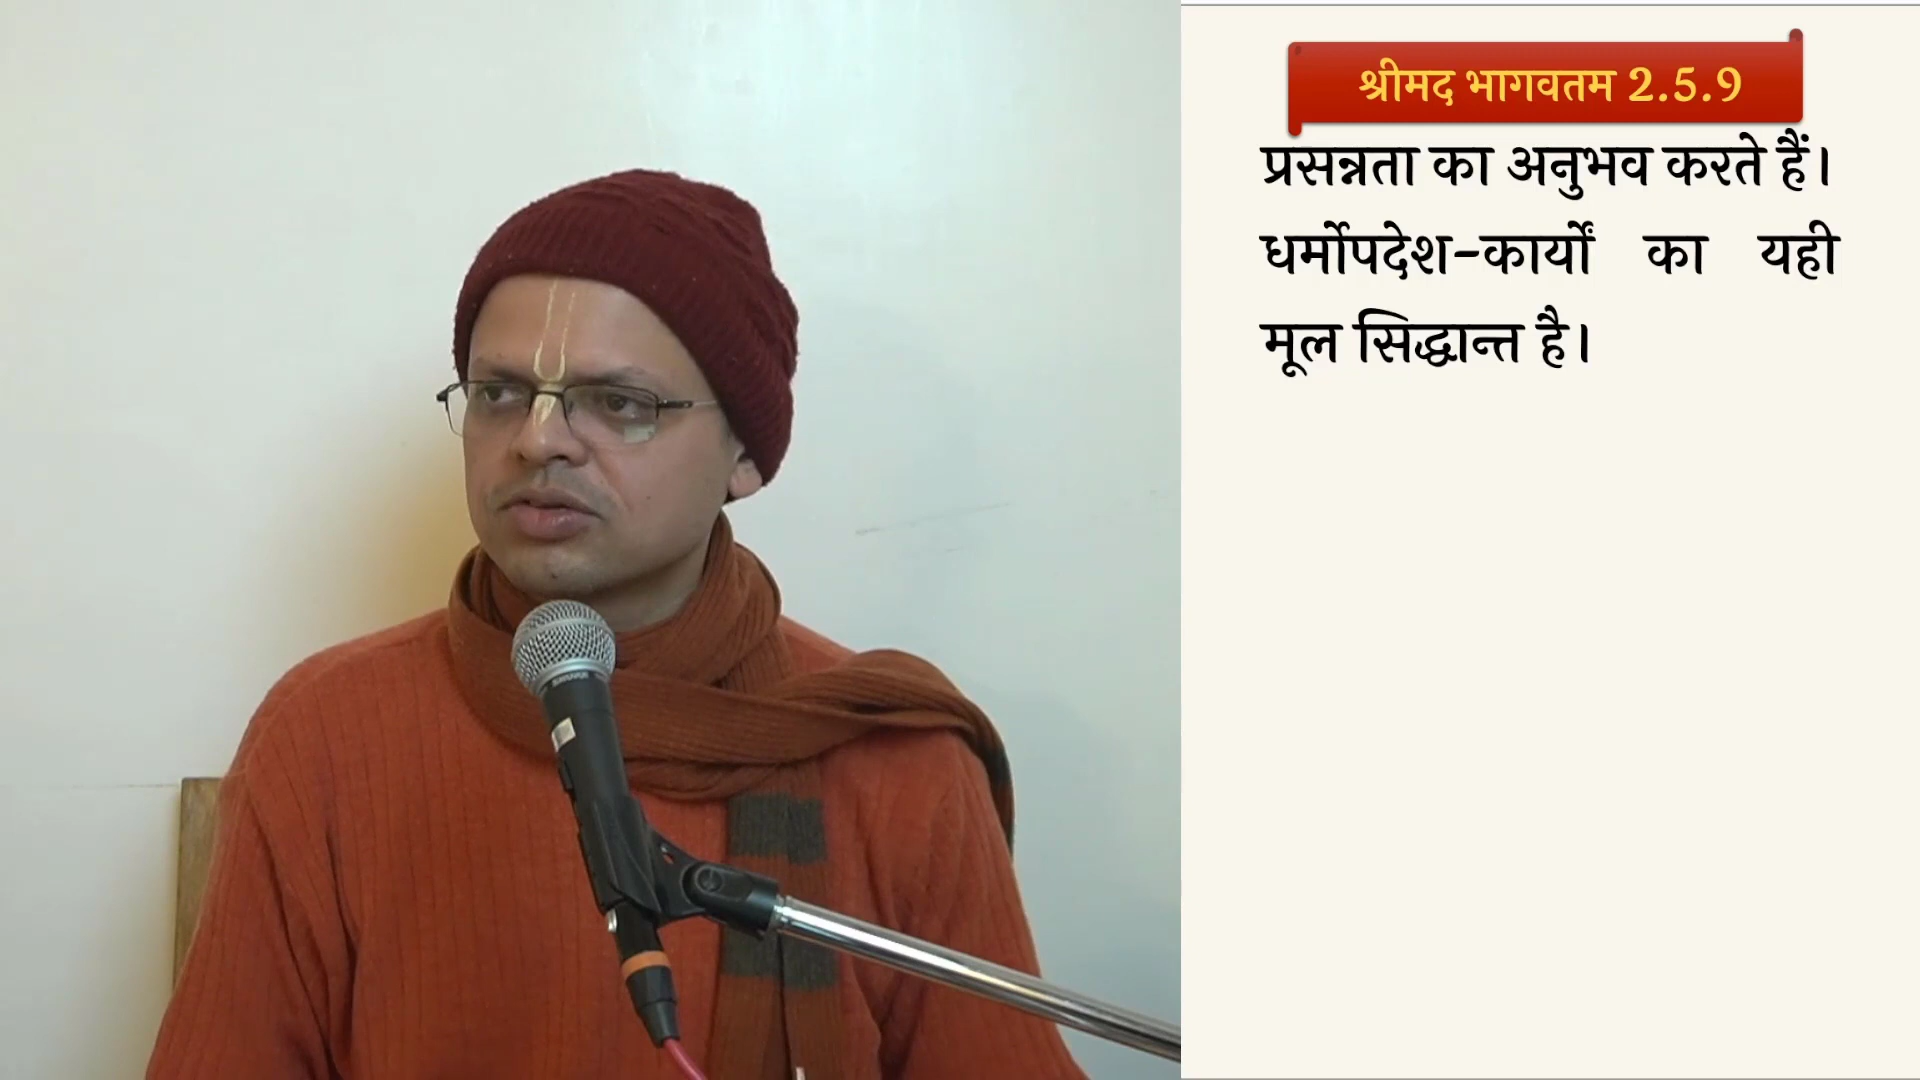 श्रीमद भागवतम 2.5.9
प्रसन्नता का अनुभव करते हैं।
धर्मोपदेश-कार्यों का यही
मूल सिद्धान्त है।